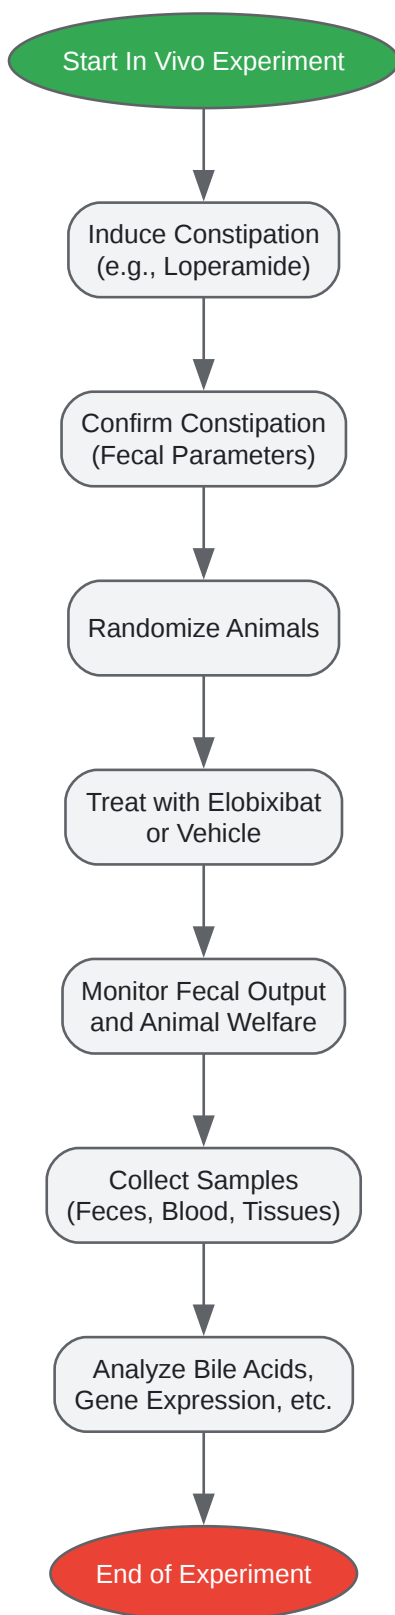 Start In Vivo Experiment
Induce Constipation
(e.g., Loperamide)
Confirm Constipation
(Fecal Parameters)
Randomize Animals
Treat with Elobixibat
or Vehicle
Monitor Fecal Output
and Animal Welfare
Collect Samples
(Feces, Blood, Tissues)
Analyze Bile Acids,
Gene Expression, etc.
End of Experiment